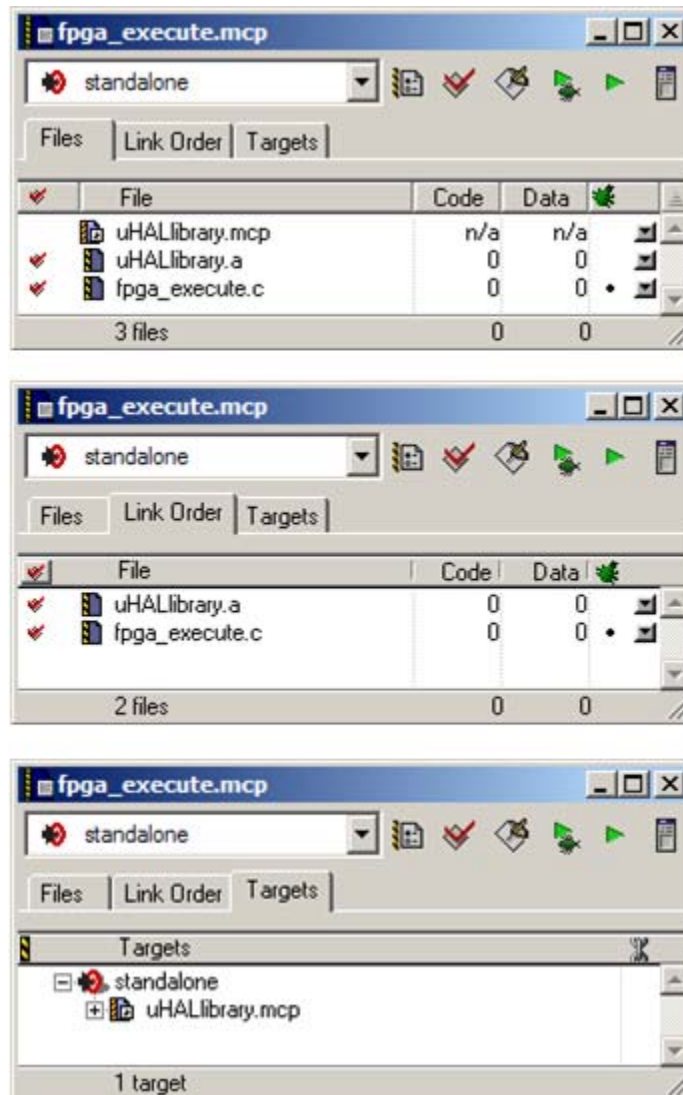 fpga_execute.mcp
standalone
Files Link Order Targets
File Code Data
uHALlibrary.mcp n/a n/a
uHALlibrary.a 0 0
fpga_execute.c 0 0 •
3 files 0 0
fpga_execute.mcp
standalone
Files Link Order Targets
File Code Data
uHALlibrary.a 0 0
fpga_execute.c 0 0 •
2 files 0 0
fpga_execute.mcp
standalone
Files Link Order Targets
Targets
standalone
uHALlibrary.mcp
1 target